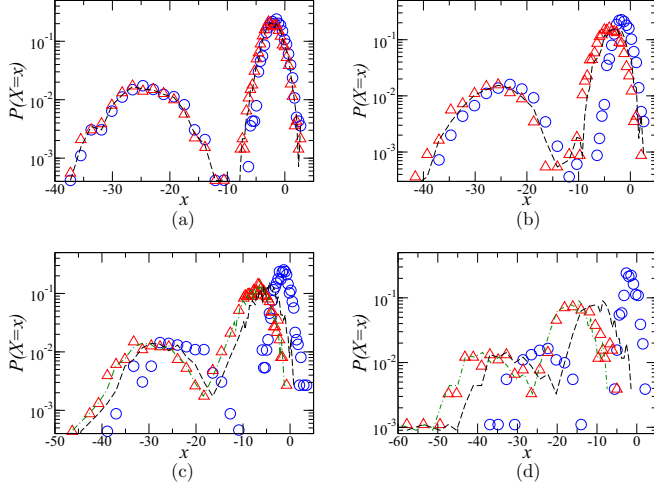 10⁻¹
10⁻²
10⁻³
P(X=x)
-30 -20 -10 0
x
(a)
10⁻¹
10⁻²
10⁻³
P(X=x)
-40 -30 -20 -10 0
x
(b)
10⁻¹
10⁻²
10⁻³
P(X=x)
-50 -40 -30 -20 -10 0
x
(c)
10⁻¹
10⁻²
10⁻³
P(X=x)
-60 -50 -40 -30 -20 -10 0
x
(d)